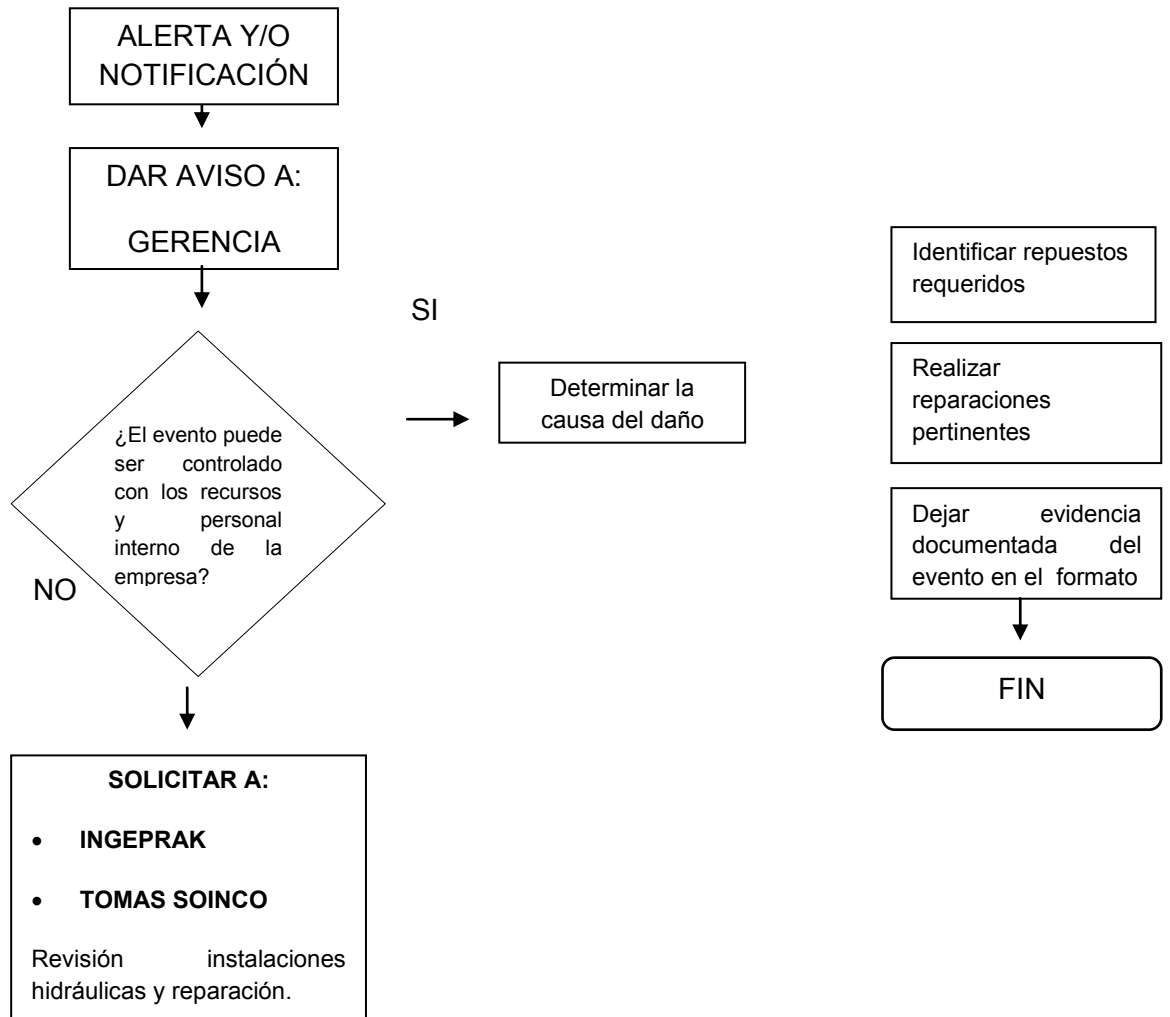 ALERTA Y/O
NOTIFICACIÓN
DAR AVISO A:
GERENCIA
SI
¿El evento puede
ser controlado
con los recursos
y personal
interno de la
empresa?
NO
Determinar la
causa del daño
SOLICITAR A:
• INGEPRAK
• TOMAS SOINCO
Revisión instalaciones
hidráulicas y reparación.
Identificar repuestos
requeridos
Realizar
reparaciones
pertinentes
Dejar evidencia
documentada del
evento en el formato
FIN